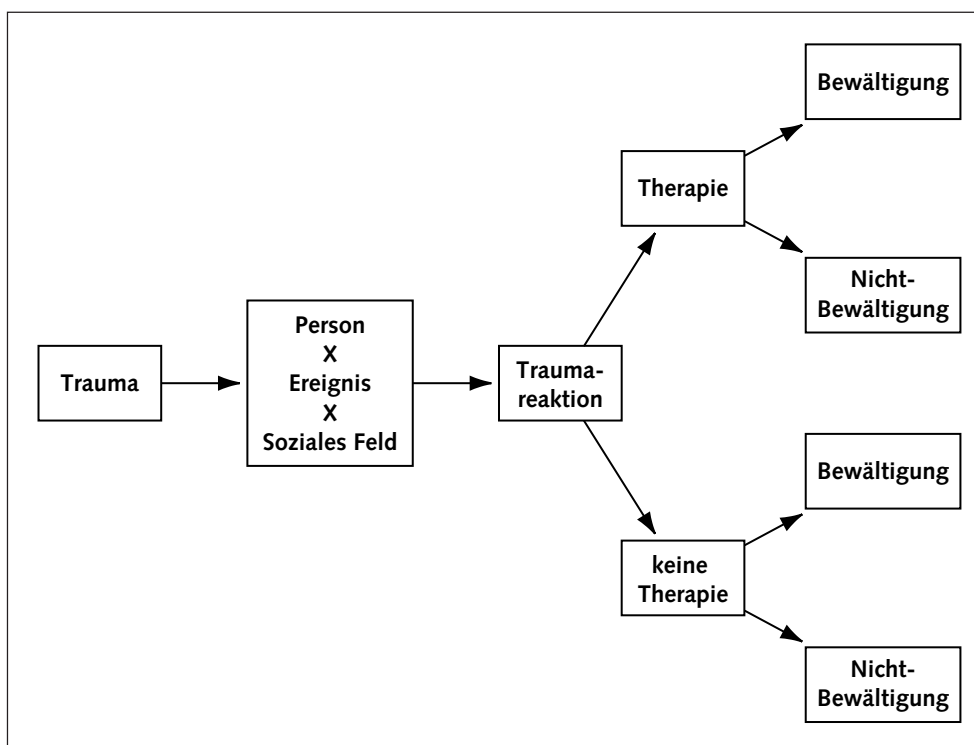 Trauma
Person
X
Ereignis
X
Soziales Feld
Trauma-
reaktion
Therapie
Bewältigung
Nicht-
Bewältigung
keine
Therapie
Bewältigung
Nicht-
Bewältigung